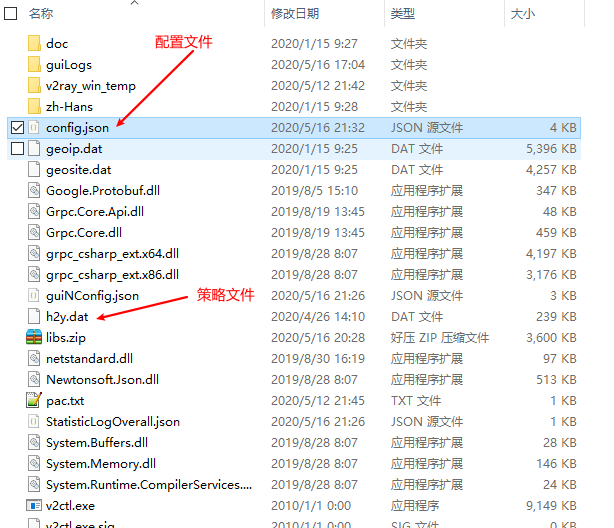 名称 修改日期 类型 大小
doc 2020/1/15 9:27 文件夹
配置文件
guiLogs 2020/5/16 17:04 文件夹
v2ray_win_temp 2020/5/12 21:42 文件夹
zh-Hans 2020/1/15 9:28 文件夹
config.json 2020/5/16 21:32 JSON 源文件 4 KB
geoip.dat 2020/1/15 9:25 DAT 文件 5,396 KB
geosite.dat 2020/1/15 9:25 DAT 文件 4,257 KB
Google.Protobuf.dll 2019/8/5 15:10 应用程序扩展 347 KB
Grpc.Core.Api.dll 2019/8/19 13:45 应用程序扩展 48 KB
Grpc.Core.dll 2019/8/19 13:45 应用程序扩展 459 KB
grpc_csharp_ext.x64.dll 2019/8/28 8:07 应用程序扩展 4,197 KB
grpc_csharp_ext.x86.dll 2019/8/28 8:07 应用程序扩展 3,176 KB
guiNConfig.json 2020/5/16 21:26 JSON 源文件 3 KB
策略文件
h2y.dat 2020/4/26 14:10 DAT 文件 239 KB
libs.zip 2020/5/16 20:28 好压 ZIP 压缩文件 3,600 KB
netstandard.dll 2019/8/30 16:19 应用程序扩展 97 KB
Newtonsoft.Json.dll 2019/8/28 8:07 应用程序扩展 513 KB
pac.txt 2020/5/12 21:45 TXT 文件 1 KB
StatisticLogOverall.json 2020/5/16 21:26 JSON 源文件 1 KB
System.Buffers.dll 2019/8/28 8:07 应用程序扩展 28 KB
System.Memory.dll 2019/8/28 8:07 应用程序扩展 146 KB
System.Runtime.CompilerServices.... 2019/8/28 8:07 应用程序扩展 24 KB
v2ctl.exe 2010/1/1 0:00 应用程序 9,149 KB
v2ctl.exe.sig 2010/1/1 0:00 SIG 文件 1 KB